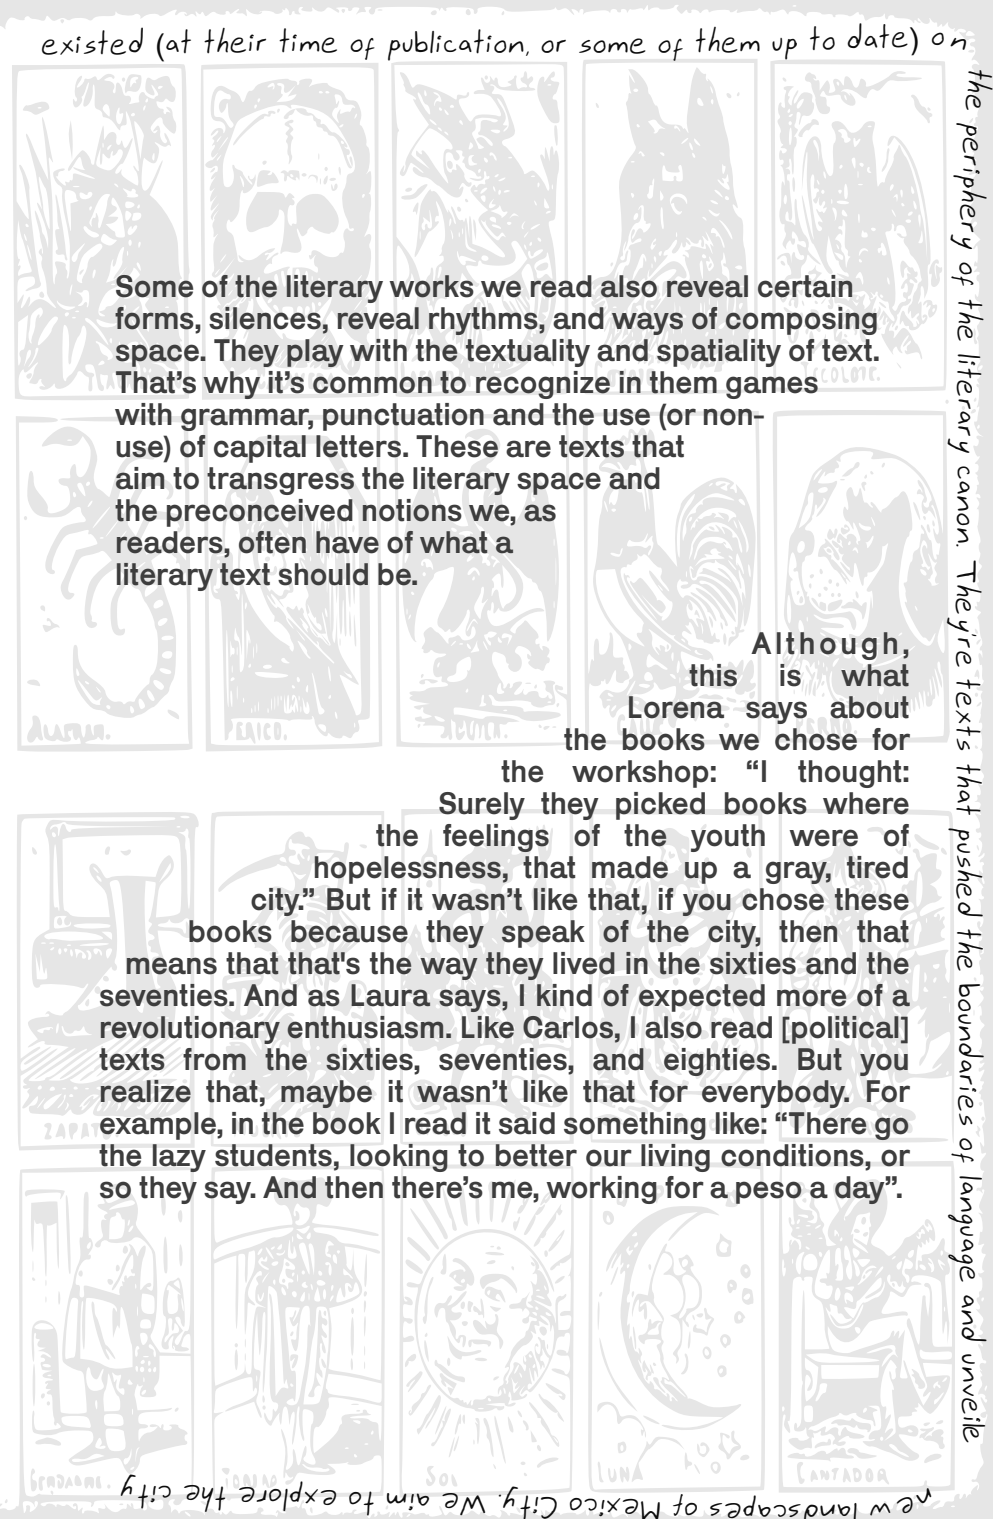 existed (at their time of publication, or some of them up to date) on
the periphery of the literary canon. They're texts that pushed the boundaries of language and unveile
new landscapes of Mexico City. We aim to explore the city
Some of the literary works we read also reveal certain
forms, silences, reveal rhythms, and ways of composing
space. They play with the textuality and spatiality of text.
That's why it's common to recognize in them games
with grammar, punctuation and the use (or non-
use) of capital letters. These are texts that
aim to transgress the literary space and
the preconceived notions we, as
readers, often have of what a
literary text should be.
Although,
this is what
Lorena says about
the books we chose for
the workshop: “I thought:
Surely they picked books where
the feelings of the youth were of
hopelessness, that made up a gray, tired
city.” But if it wasn’t like that, if you chose these
books because they speak of the city, then that
means that that's the way they lived in the sixties and the
seventies. And as Laura says, I kind of expected more of a
revolutionary enthusiasm. Like Carlos, I also read [political]
texts from the sixties, seventies, and eighties. But you
realize that, maybe it wasn’t like that for everybody. For
example, in the book I read it said something like: “There go
the lazy students, looking to better our living conditions, or
so they say. And then there’s me, working for a peso a day”.
TECOLOTE.
PERICO.
AGUILA.
PERRO.
SOL
LUNA
CANTADOR